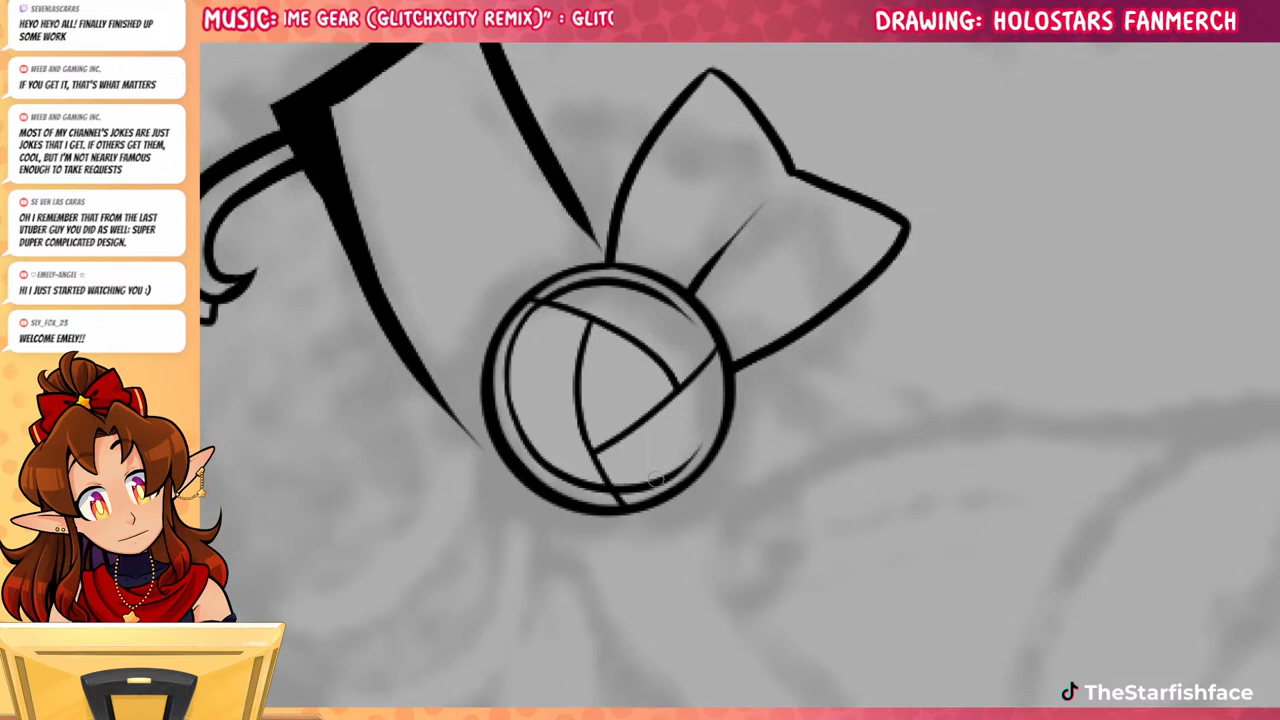 MUSIC: IME GEAR (GLITCHXCITY REMIX)" : GLITC
DRAWING: HOLOSTARS FANMERCH
SEVENLASCARAS
HEYO HEYO ALL! FINALLY FINISHED UP
SOME WORK
WEEB AND GAMING INC.
IF YOU GET IT, THAT'S WHAT MATTERS
WEEB AND GAMING INC.
MOST OF MY CHANNEL'S JOKES ARE JUST
JOKES THAT I GET. IF OTHERS GET THEM,
COOL, BUT I'M NOT NEARLY FAMOUS
ENOUGH TO TAKE REQUESTS
SE VEN LAS CARAS
OH I REMEMBER THAT FROM THE LAST
VTUBER GUY YOU DID AS WELL: SUPER
DUPER COMPLICATED DESIGN.
♡EMELY-ANGEL ☆
HI I JUST STARTED WATCHING YOU :)
SLY_FOX_23
WELCOME EMELY!!
TheStarfishface